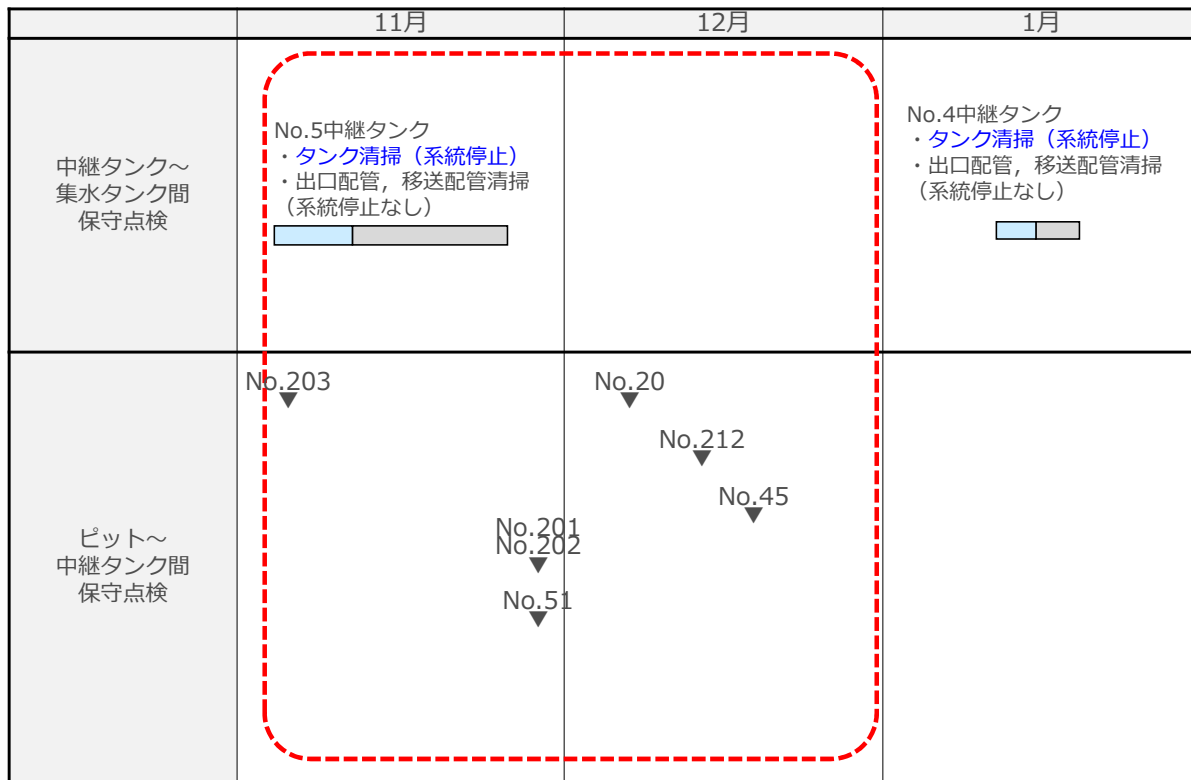 11月
12月
1月
中継タンク～
集水タンク間
保守点検
No.5中継タンク
・タンク清掃（系統停止）
・出口配管，移送配管清掃
（系統停止なし）
No.4中継タンク
・タンク清掃（系統停止）
・出口配管，移送配管清掃
（系統停止なし）
ピット～
中継タンク間
保守点検
No.203
No.20
No.212
No.45
No.201
No.202
No.51